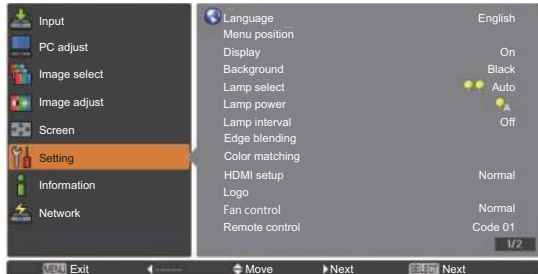 Input
PC adjust
Image select
Image adjust
Screen
Setting
Information
Network
Language English
Menu position
Display On
Background Black
Lamp select Auto
Lamp power A
Lamp interval Off
Edge blending
Color matching
HDMI setup Normal
Logo
Fan control Normal
Remote control Code 01
1/2
MENU Exit ◀----- Move Next SELECT Next